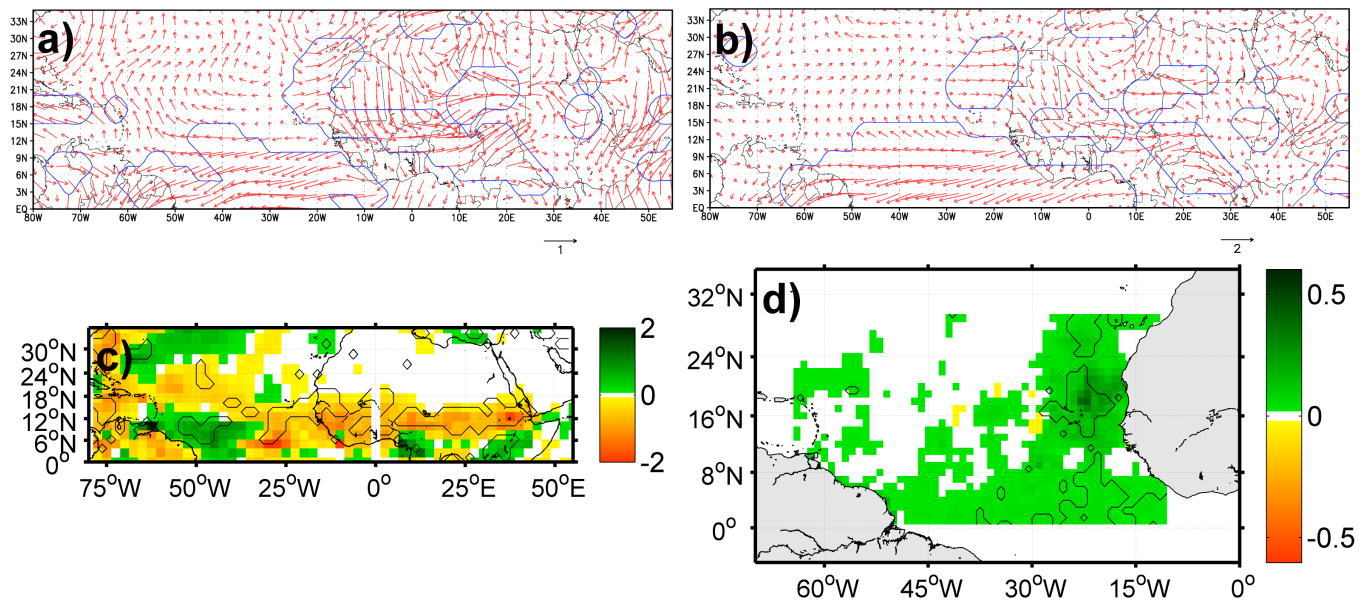 a)
35N
33N
30N
27N
24N
21N
18N
15N
12N
9N
6N
3N
EQ
80W 70W 60W 50W 40W 30W 20W 10W 0 10E 20E 30E 40E 50E
1
b)
35N
33N
30N
27N
24N
21N
18N
15N
12N
9N
6N
3N
EQ
80W 70W 60W 50W 40W 30W 20W 10W 0 10E 20E 30E 40E 50E
2
c)
30°N
24°N
18°N
12°N
6°N
0°
75°W 50°W 25°W 0° 25°E 50°E
2
0
-2
d)
32°N
24°N
16°N
8°N
0°
60°W 45°W 30°W 15°W 0°
0.5
0
-0.5